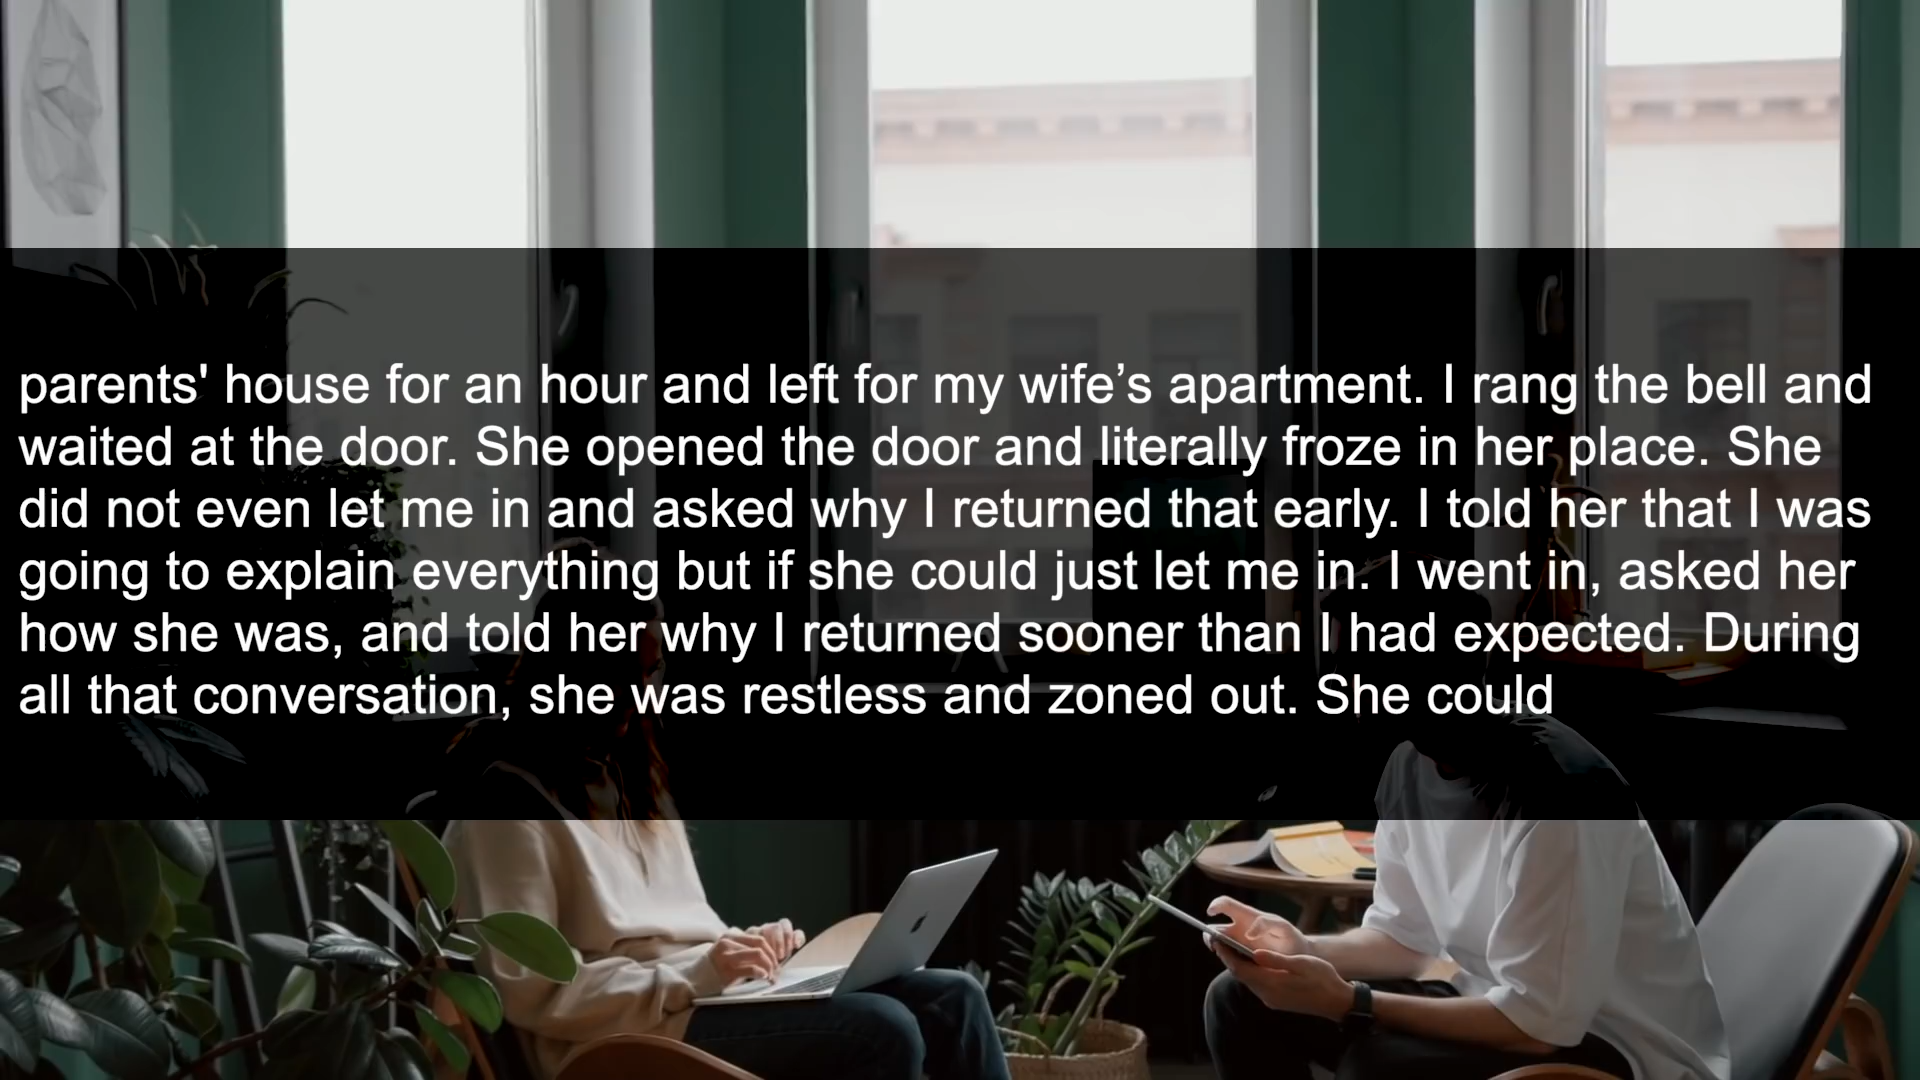 parents' house for an hour and left for my wife’s apartment. I rang the bell and
waited at the door. She opened the door and literally froze in her place. She
did not even let me in and asked why I returned that early. I told her that I was
going to explain everything but if she could just let me in. I went in, asked her
how she was, and told her why I returned sooner than I had expected. During
all that conversation, she was restless and zoned out. She could